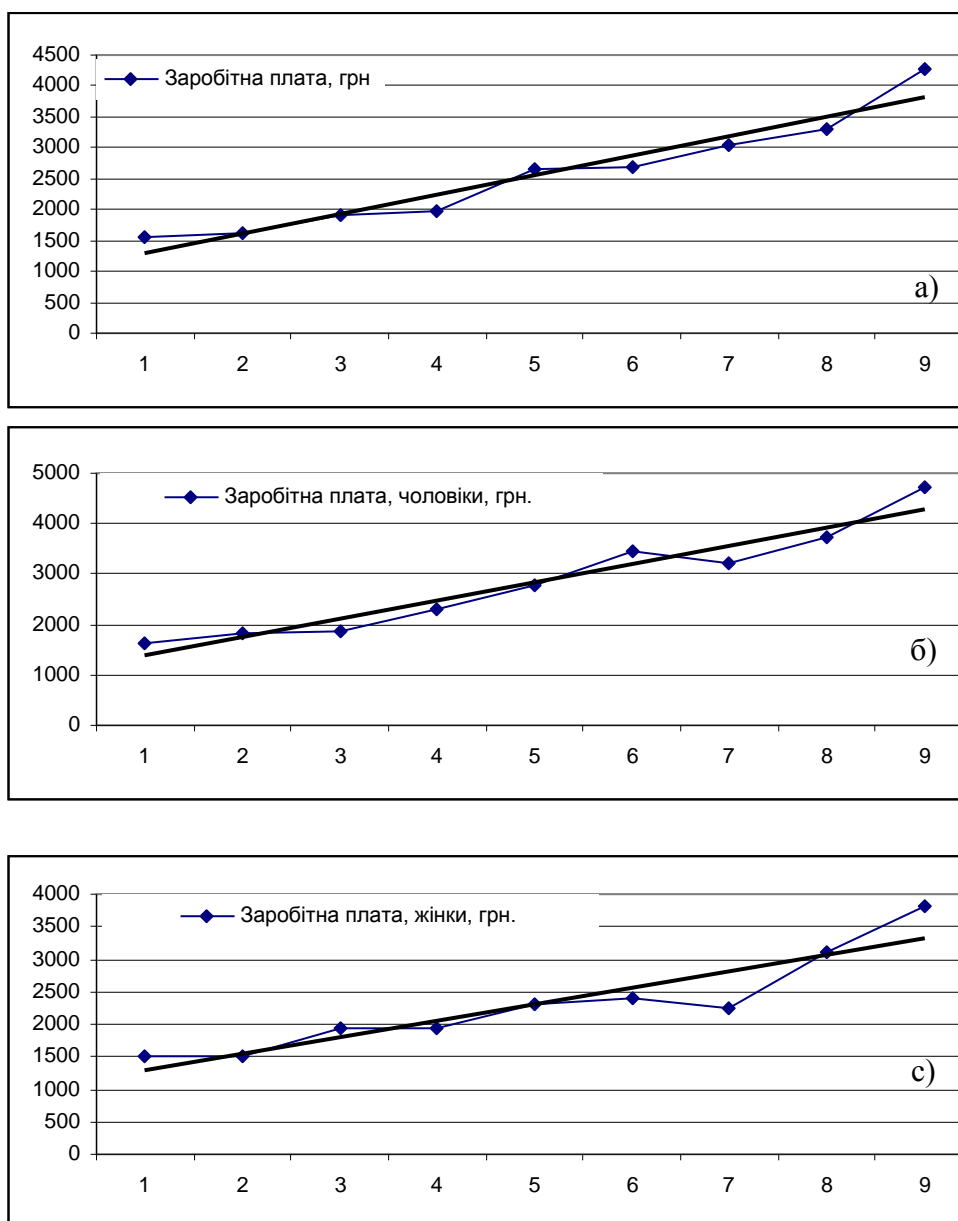 4500
Заробітна плата, грн
4000
3500
3000
2500
2000
1500
1000
а)
500
0
1 2 3 4 5 6 7 8 9
5000
Заробітна плата, чоловіки, грн.
4000
3000
2000
б)
1000
0
1 2 3 4 5 6 7 8 9
4000
Заробітна плата, жінки, грн.
3500
3000
2500
2000
1500
с)
1000
500
0
1 2 3 4 5 6 7 8 9